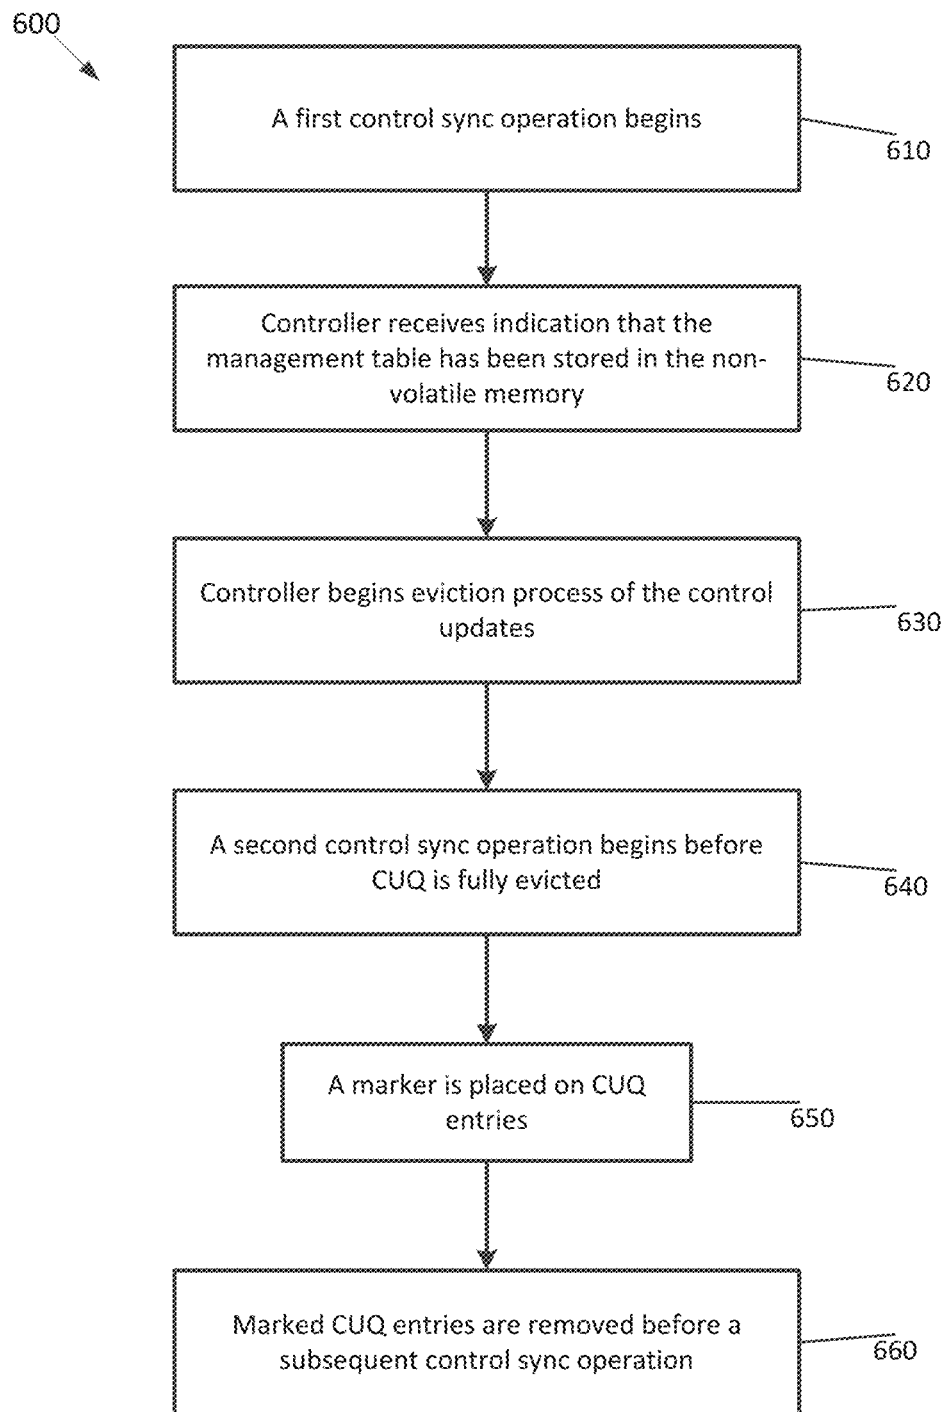 600
A first control sync operation begins
610
Controller receives indication that the
management table has been stored in the non-
volatile memory
620
Controller begins eviction process of the control
updates
630
A second control sync operation begins before
CUQ is fully evicted
640
A marker is placed on CUQ
entries
650
Marked CUQ entries are removed before a
subsequent control sync operation
660